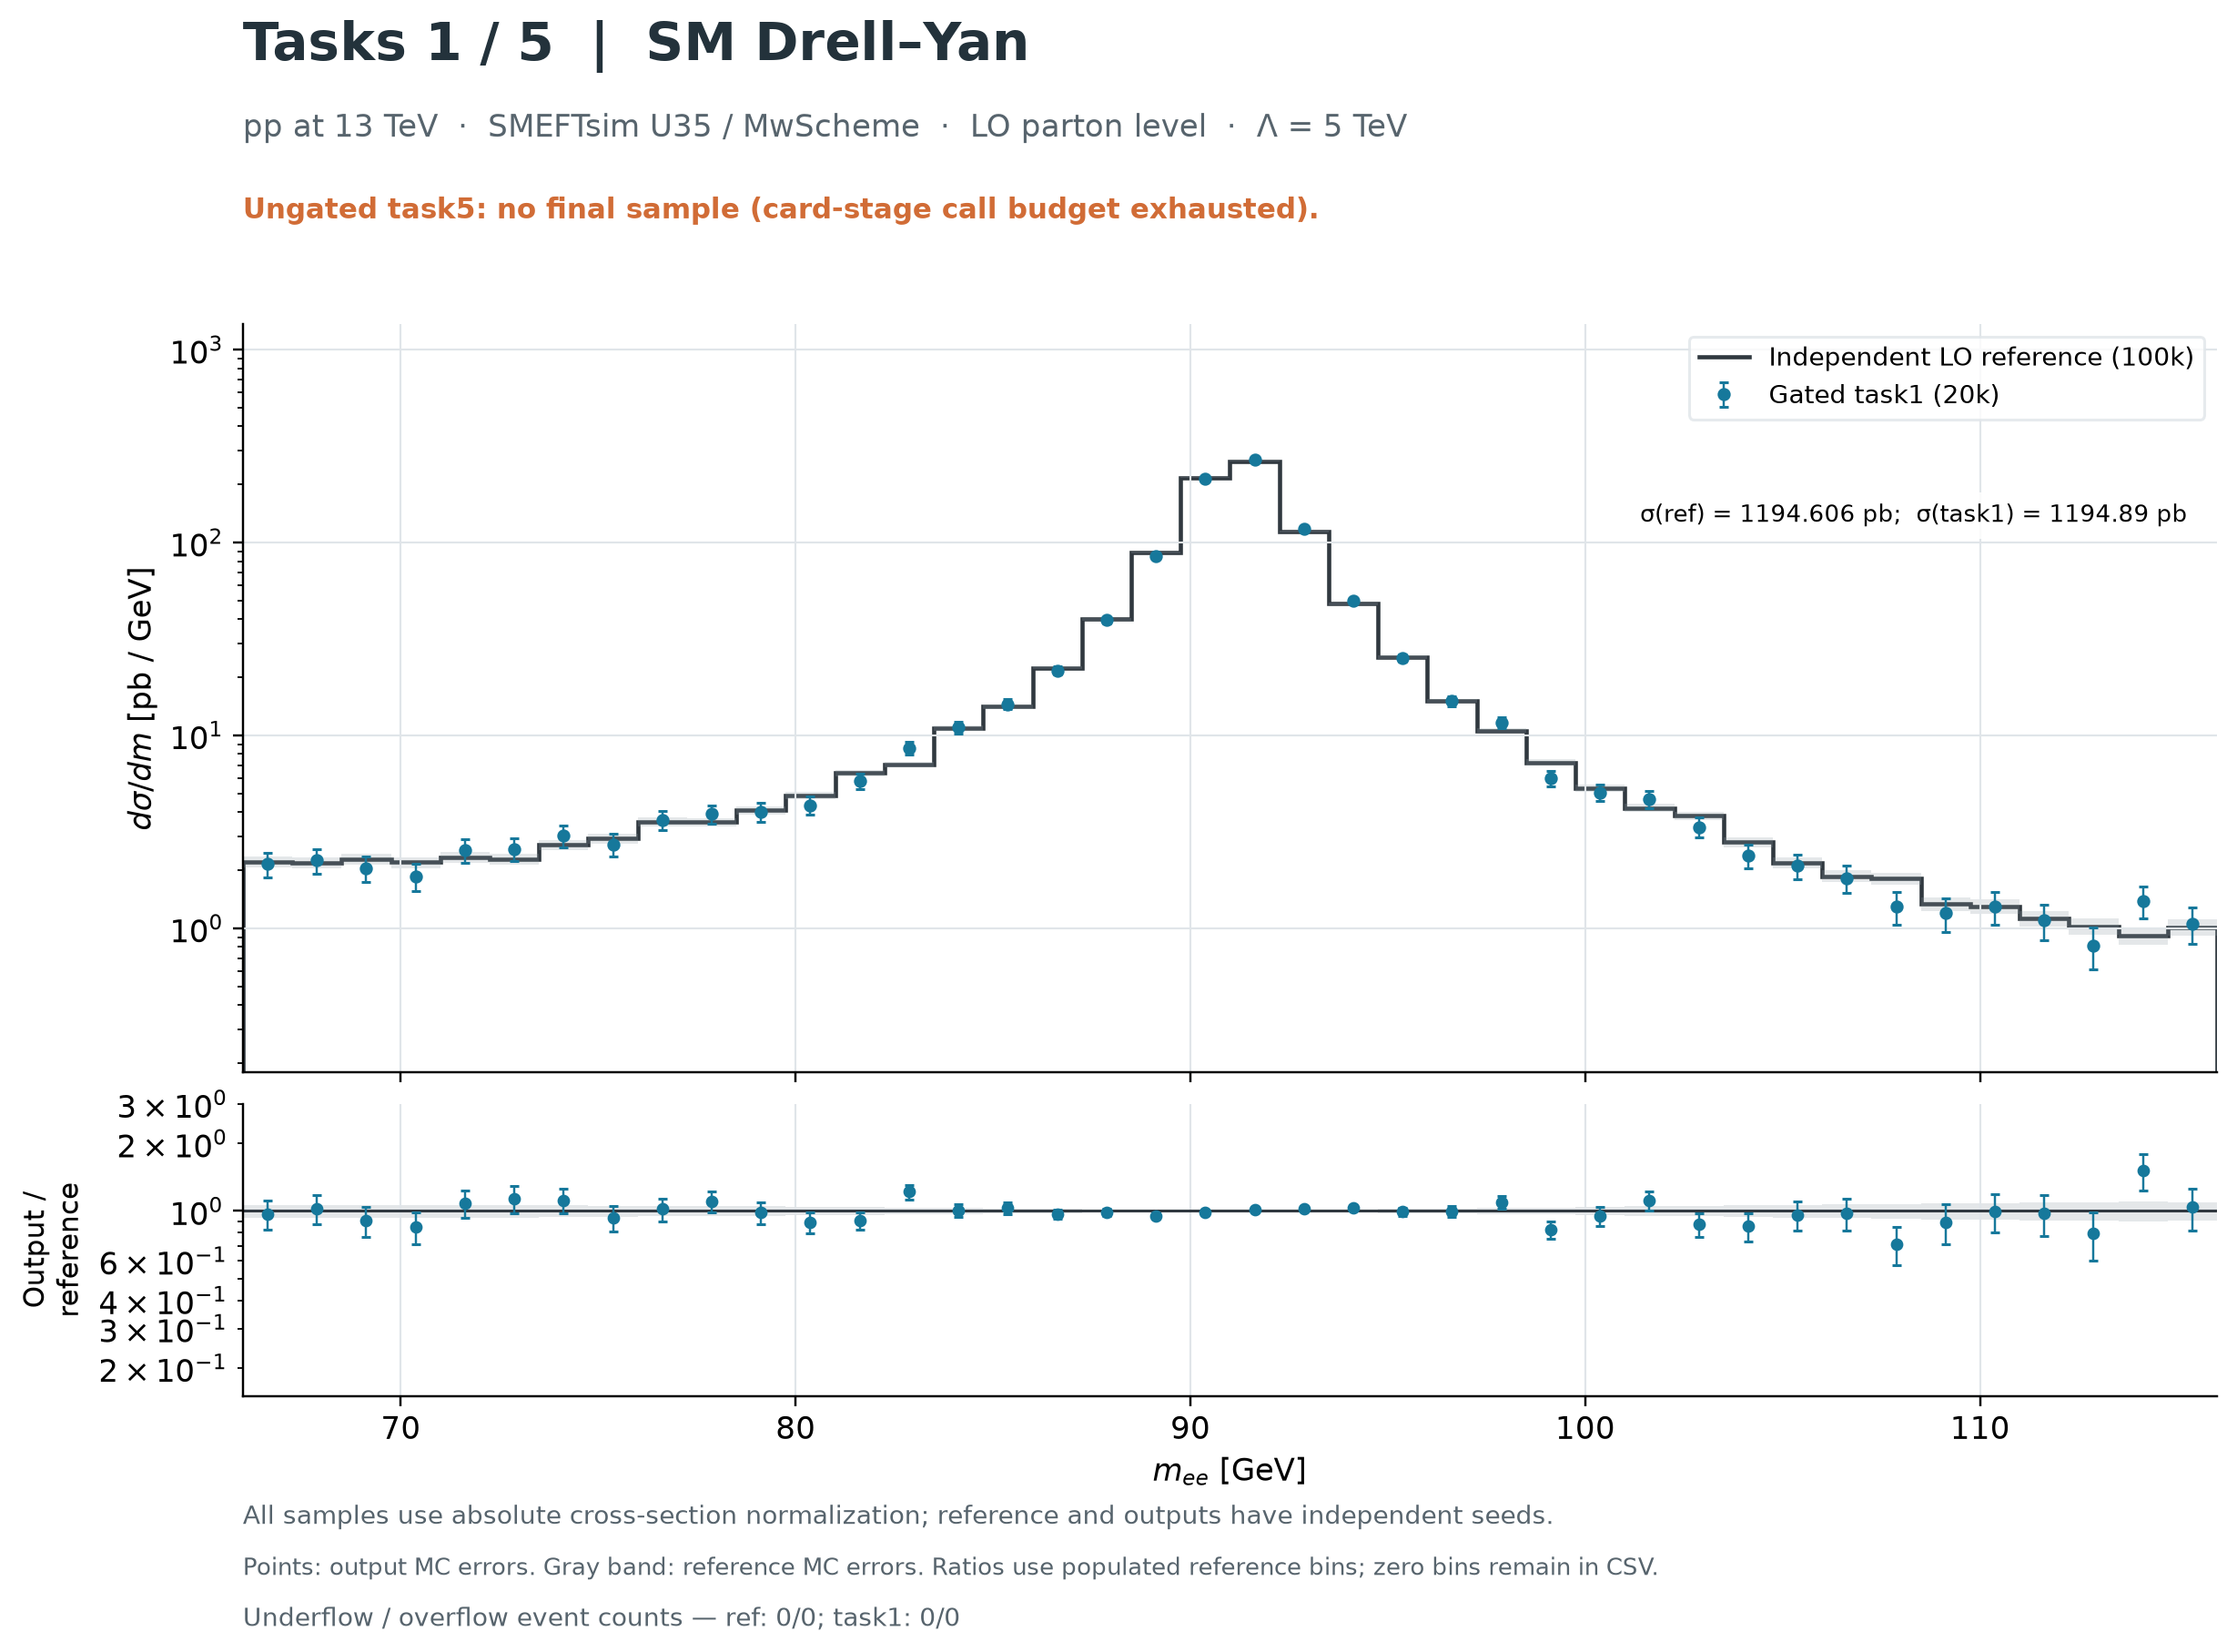 Tasks 1 / 5 | SM Drell–Yan
pp at 13 TeV · SMEFTsim U35 / MwScheme · LO parton level · Λ = 5 TeV
Ungated task5: no final sample (card-stage call budget exhausted).
Independent LO reference (100k)
Gated task1 (20k)
σ(ref) = 1194.606 pb; σ(task1) = 1194.89 pb
dσ/dm [pb / GeV]
10³
10²
10¹
10⁰
Output /
reference
3 × 10⁰
2 × 10⁰
10⁰
6 × 10⁻¹
4 × 10⁻¹
3 × 10⁻¹
2 × 10⁻¹
70 80 90 100 110
mₑₑ [GeV]
All samples use absolute cross-section normalization; reference and outputs have independent seeds.
Points: output MC errors. Gray band: reference MC errors. Ratios use populated reference bins; zero bins remain in CSV.
Underflow / overflow event counts — ref: 0/0; task1: 0/0